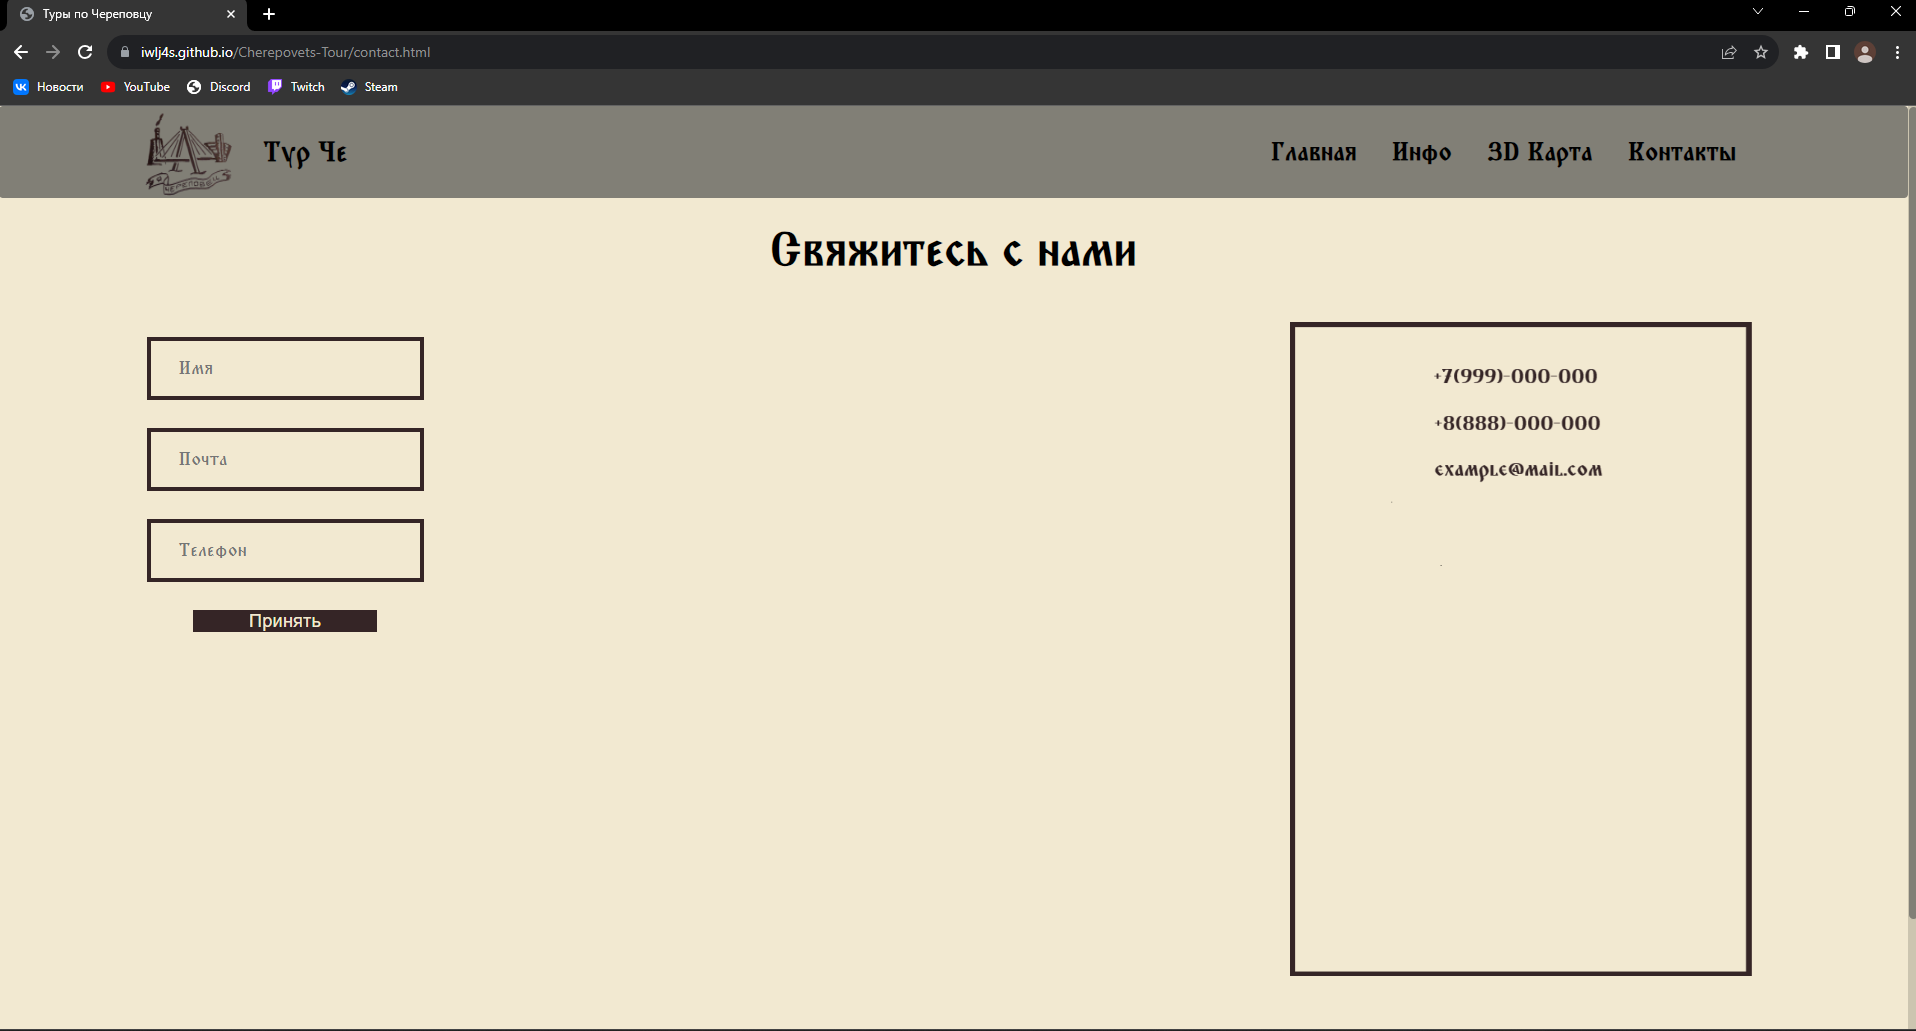 Туры по Череповцу
iwlj4s.github.io/Cherepovets-Tour/contact.html
Новости YouTube Discord Twitch Steam
ЧЕРЕПОВЕЦ
Тур Че
Главная Инфо 3D Карта Контакты
Свяжитесь с нами
Имя
Почта
Телефон
Принять
+7(999)-000-000
+8(888)-000-000
example@mail.com